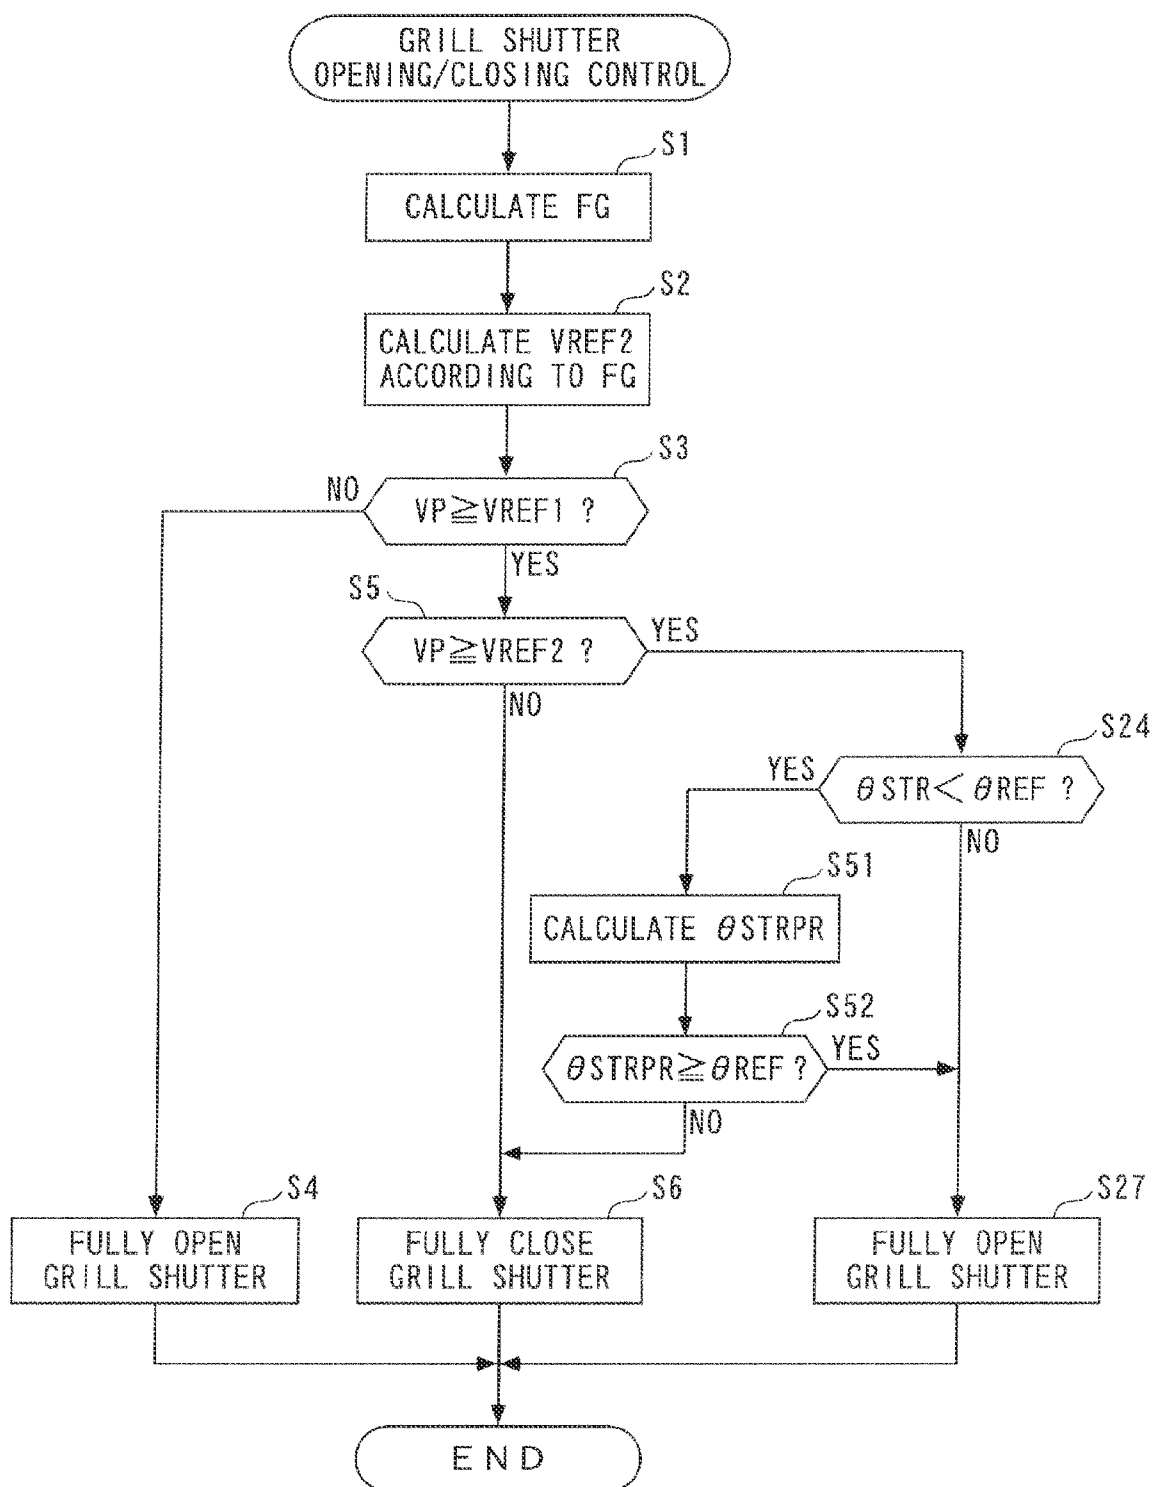 GRILL SHUTTER
OPENING/CLOSING CONTROL
S1
CALCULATE FG
S2
CALCULATE VREF2
ACCORDING TO FG
S3
NO
VP≧VREF1 ?
YES
S5
VP≧VREF2 ?
YES
NO
S24
YES
θSTR<θREF ?
NO
S51
CALCULATE θSTRPR
S52
θSTRPR≧θREF ?
YES
NO
S4
FULLY OPEN
GRILL SHUTTER
S6
FULLY CLOSE
GRILL SHUTTER
S27
FULLY OPEN
GRILL SHUTTER
END